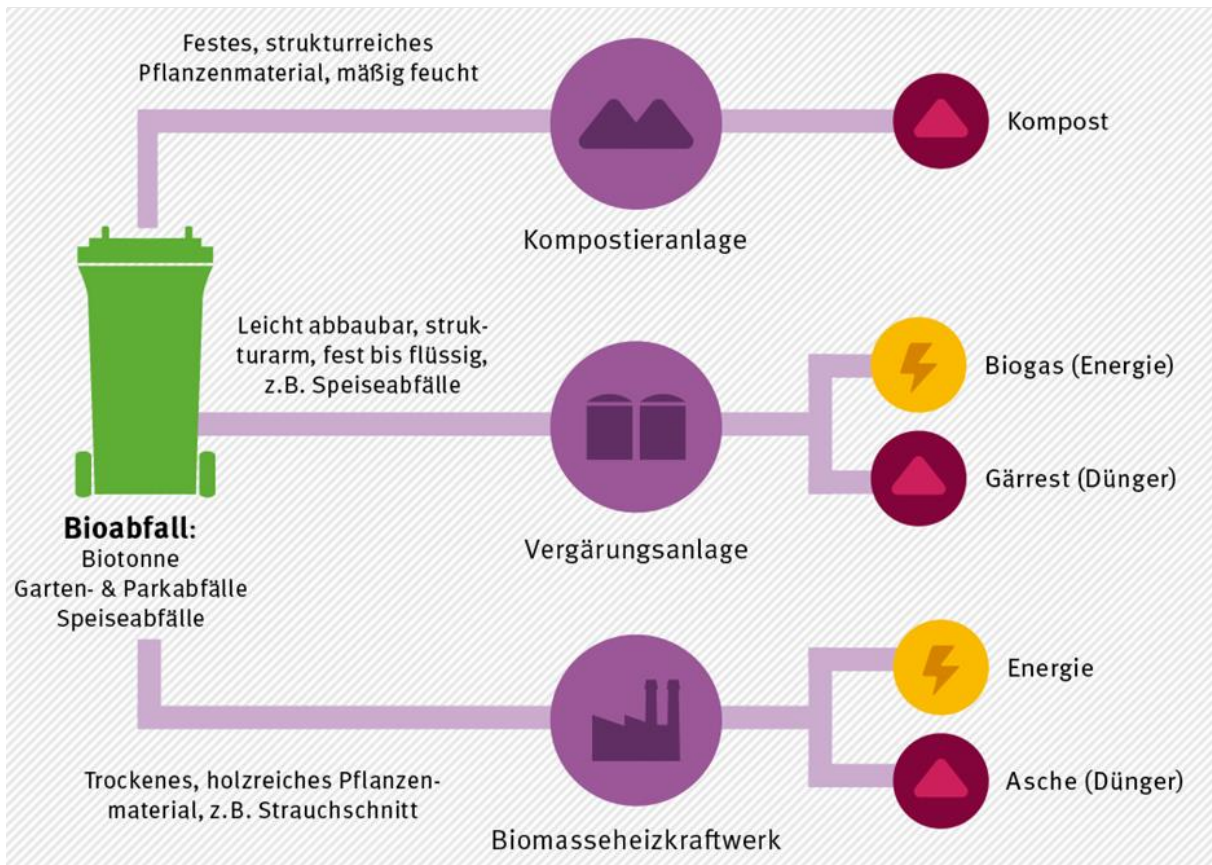 Festes, strukturreiches
Pflanzenmaterial, mäßig feucht
Kompostieranlage
Kompost
Leicht abbaubar, struk-
turarm, fest bis flüssig,
z.B. Speiseabfälle
Vergärungsanlage
Biogas (Energie)
Gärrest (Dünger)
Bioabfall:
Biotonne
Garten- & Parkabfälle
Speiseabfälle
Trockenes, holzreiches Pflanzen-
material, z.B. Strauchschnitt
Biomasseheizkraftwerk
Energie
Asche (Dünger)